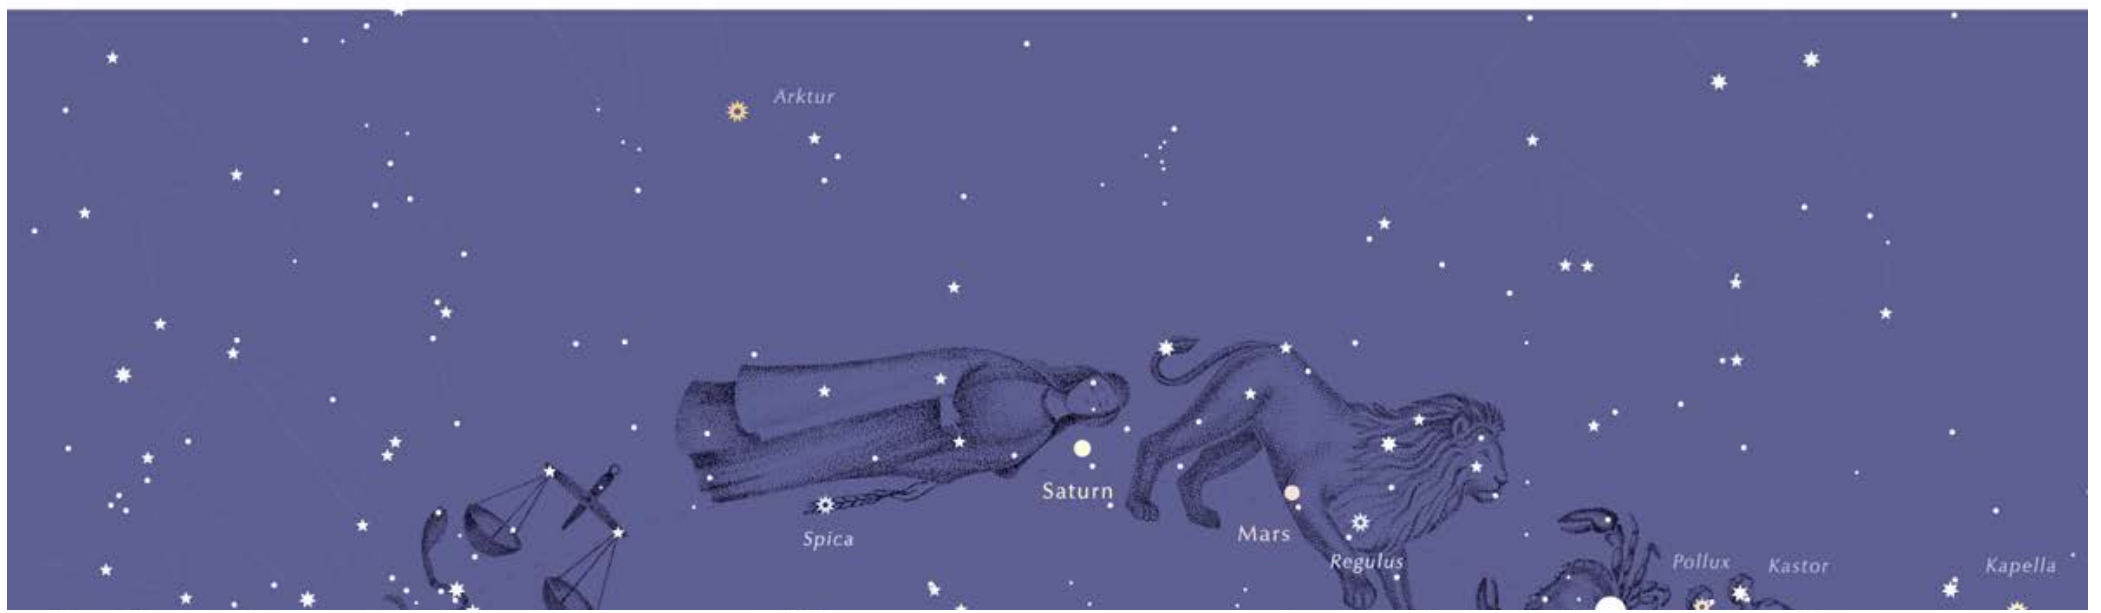 Arktur
Saturn
Spica
Mars
Regulus
Pollux
Kastor
Kapella